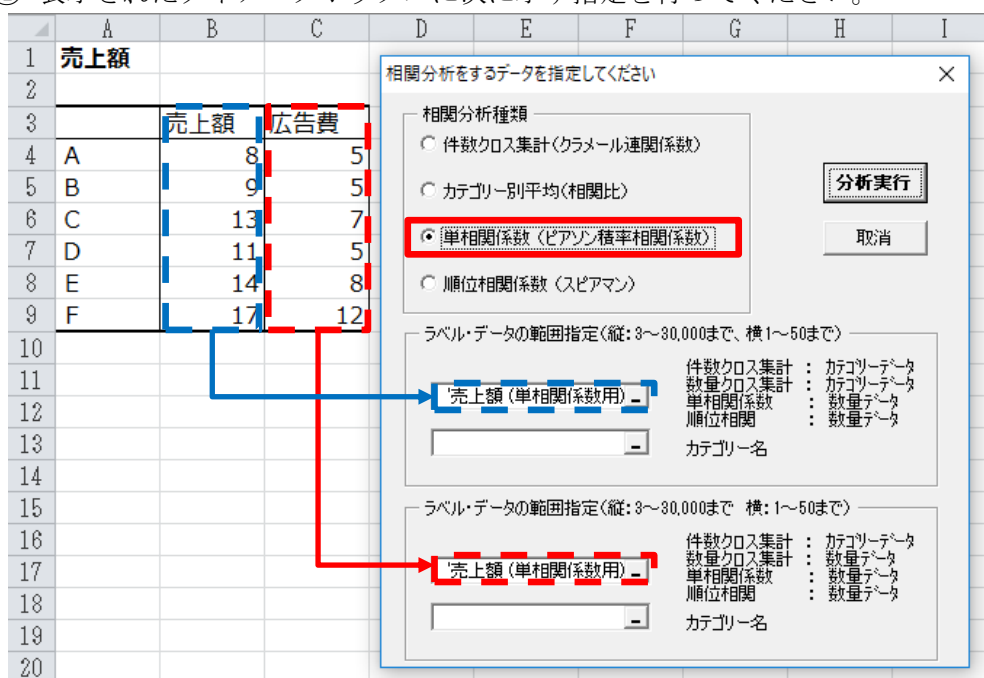 A B C D E F G H I
1 売上額
2
3 売上額 広告費
4 A 8 5
5 B 9 5
6 C 13 7
7 D 11 5
8 E 14 8
9 F 17 12
10
11
12
13
14
15
16
17
18
19
20
相関分析をするデータを指定してください
相関分析種類
件数クロス集計(クラメール連関係数)
カテゴリー別平均(相関比)
単相関係数(ピアソン積率相関係数)
順位相関係数(スピアマン)
分析実行
取消
ラベル・データの範囲指定(縦:3~30,000まで、横1~50まで)
'売上額(単相関係数用)
件数クロス集計 : カテゴリーデータ
数量クロス集計 : カテゴリーデータ
単相関係数 : 数量データ
順位相関 : 数量データ
カテゴリー名
ラベル・データの範囲指定(縦:3~30,000まで 横:1~50まで)
'売上額(単相関係数用)
件数クロス集計 : カテゴリーデータ
数量クロス集計 : 数量データ
単相関係数 : 数量データ
順位相関 : 数量データ
カテゴリー名